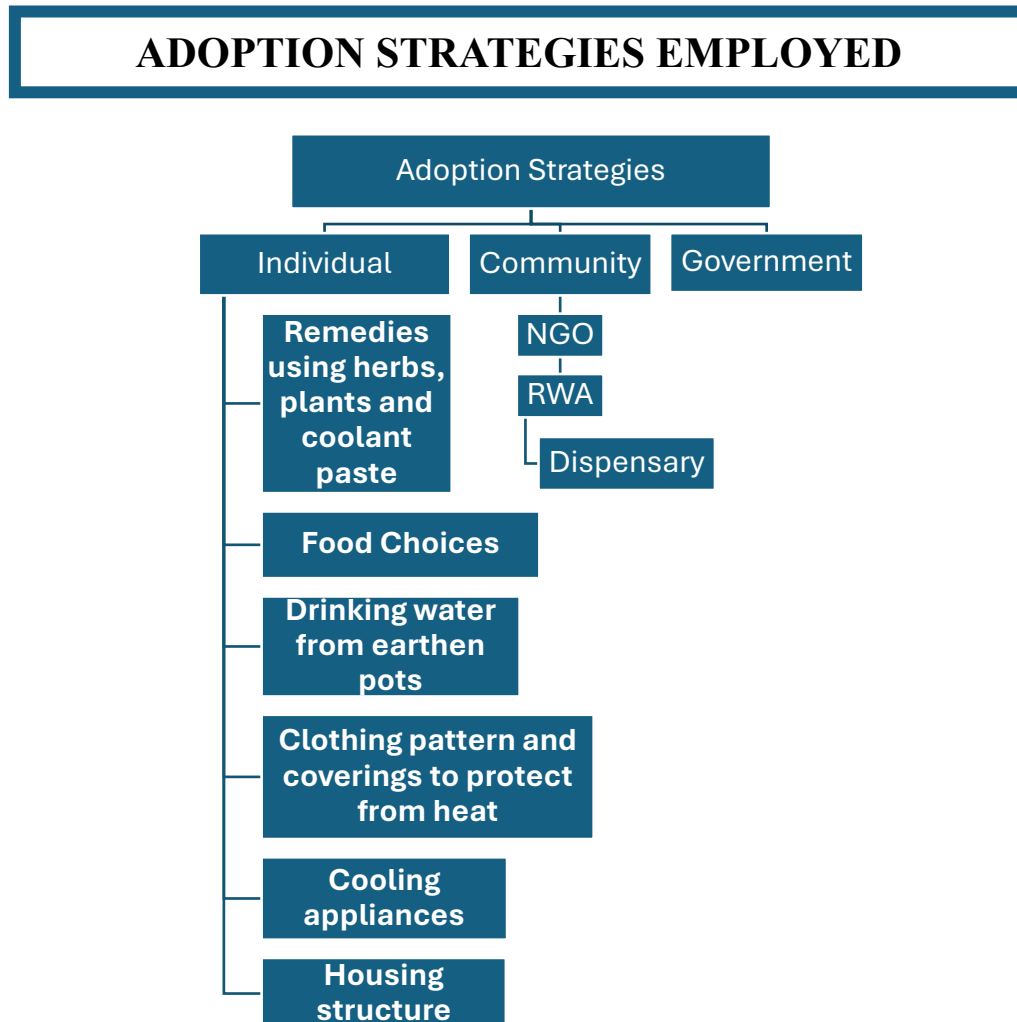 ADOPTION STRATEGIES EMPLOYED
Adoption Strategies
Individual
Community
Government
Remedies
using herbs,
plants and
coolant
paste
Food Choices
Drinking water
from earthen
pots
Clothing pattern and
coverings to protect
from heat
Cooling
appliances
Housing
structure
NGO
RWA
Dispensary